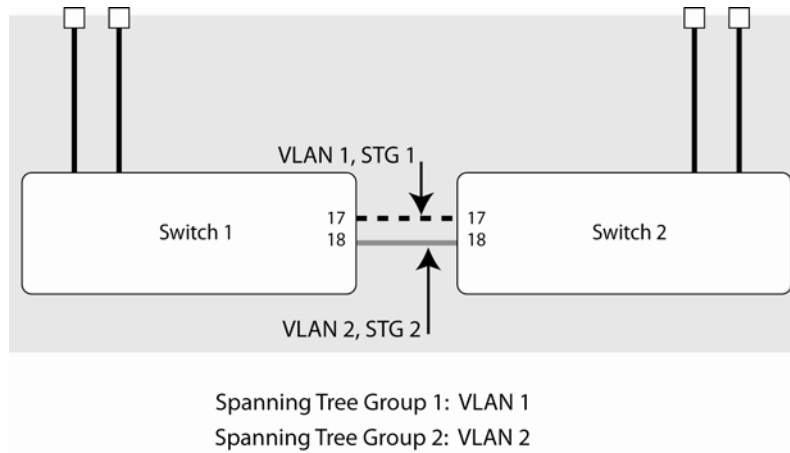 VLAN 1, STG 1
Switch 1
17
17
Switch 2
18
18
VLAN 2, STG 2
Spanning Tree Group 1: VLAN 1
Spanning Tree Group 2: VLAN 2